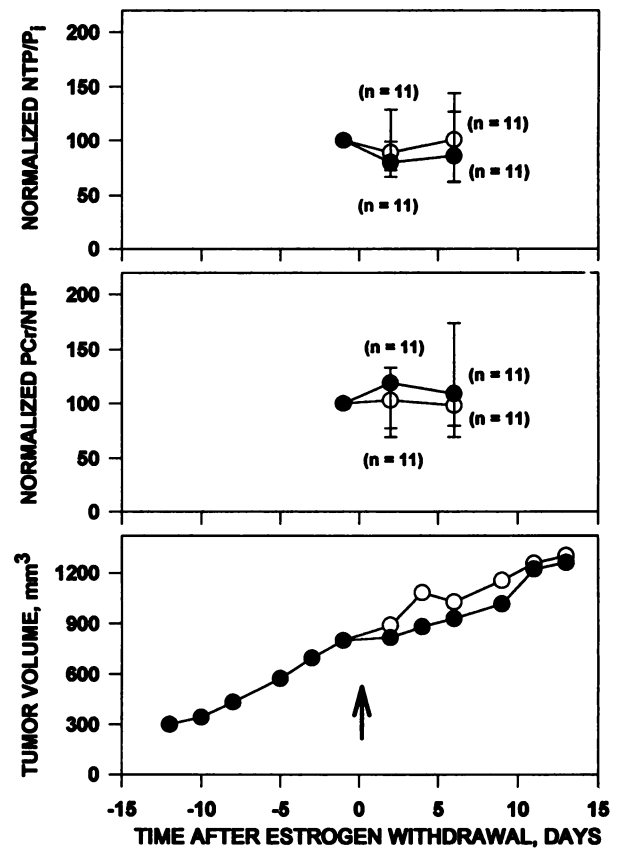 NORMALIZED NTP/Pi
200
150
100
50
0
(n = 11)
(n = 11)
(n = 11)
(n = 11)
NORMALIZED PCr/NTP
200
150
100
50
0
(n = 11)
(n = 11)
(n = 11)
(n = 11)
TUMOR VOLUME, mm³
1200
900
600
300
0
-15 -10 -5 0 5 10 15
TIME AFTER ESTROGEN WITHDRAWAL, DAYS